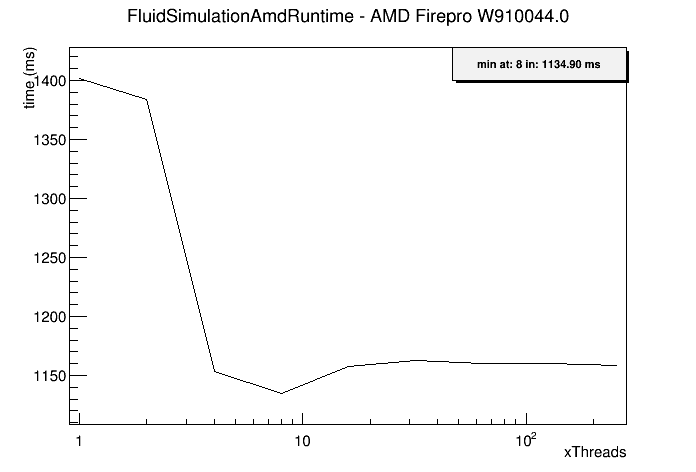 FluidSimulationAmdRuntime - AMD Firepro W910044.0
time (ms)
min at: 8 in: 1134.90 ms
1400
1350
1300
1250
1200
1150
1
10
10²
xThreads